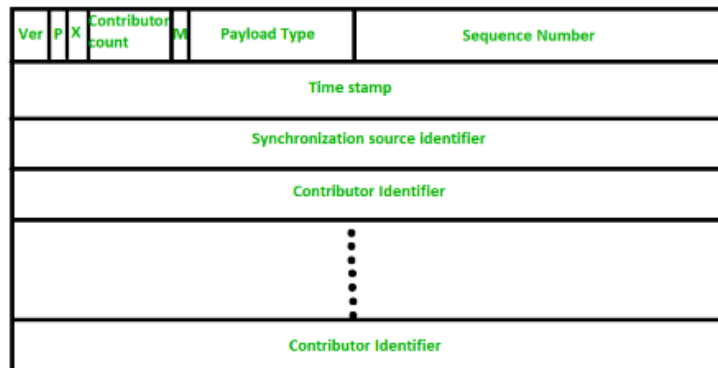 Ver P X Contributor count M Payload Type Sequence Number
Time stamp
Synchronization source identifier
Contributor Identifier
Contributor Identifier